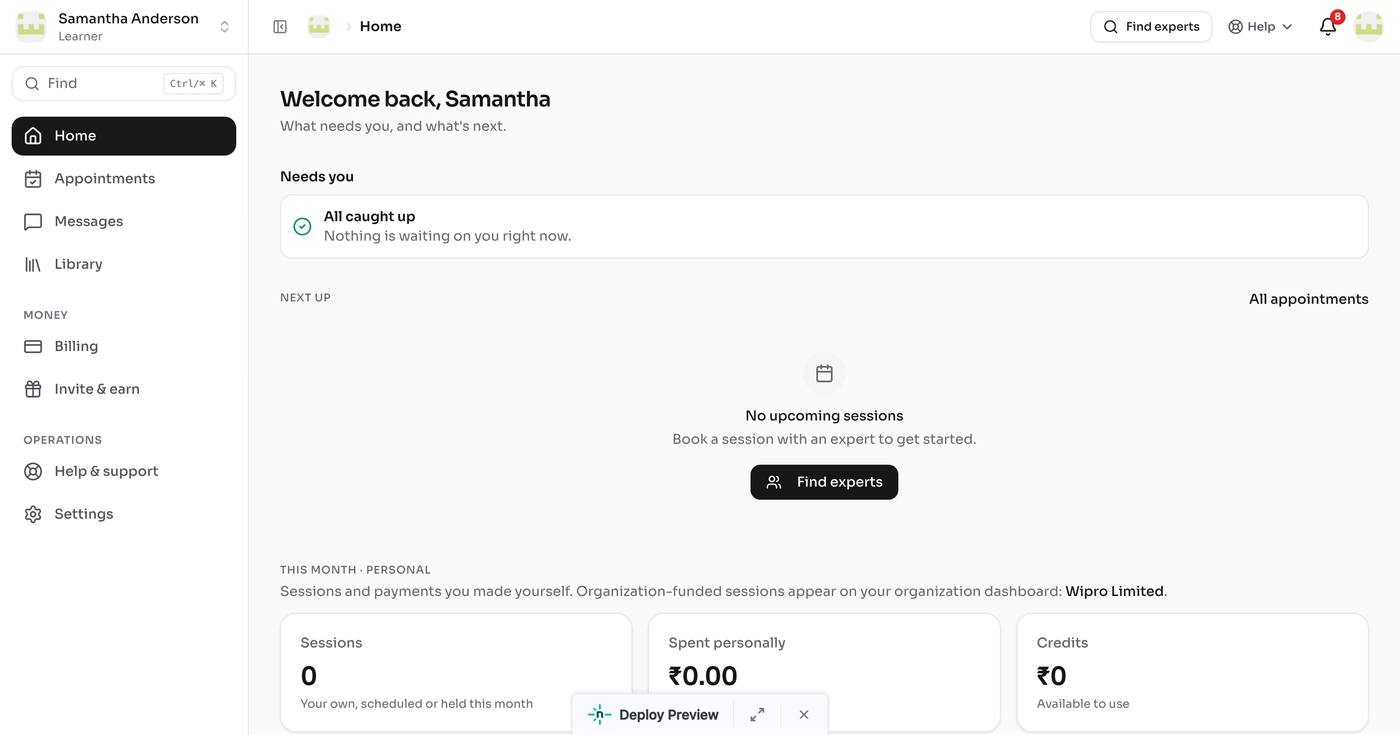 Samantha Anderson
Learner
Home
Find experts
Help
8
Find
Ctrl/⌘ K
Home
Appointments
Messages
Library
MONEY
Billing
Invite & earn
OPERATIONS
Help & support
Settings
Welcome back, Samantha
What needs you, and what's next.
Needs you
All caught up
Nothing is waiting on you right now.
NEXT UP
All appointments
No upcoming sessions
Book a session with an expert to get started.
Find experts
THIS MONTH · PERSONAL
Sessions and payments you made yourself. Organization-funded sessions appear on your organization dashboard: Wipro Limited.
Sessions
0
Your own, scheduled or held this month
Spent personally
₹0.00
Credits
₹0
Available to use
n
Deploy Preview